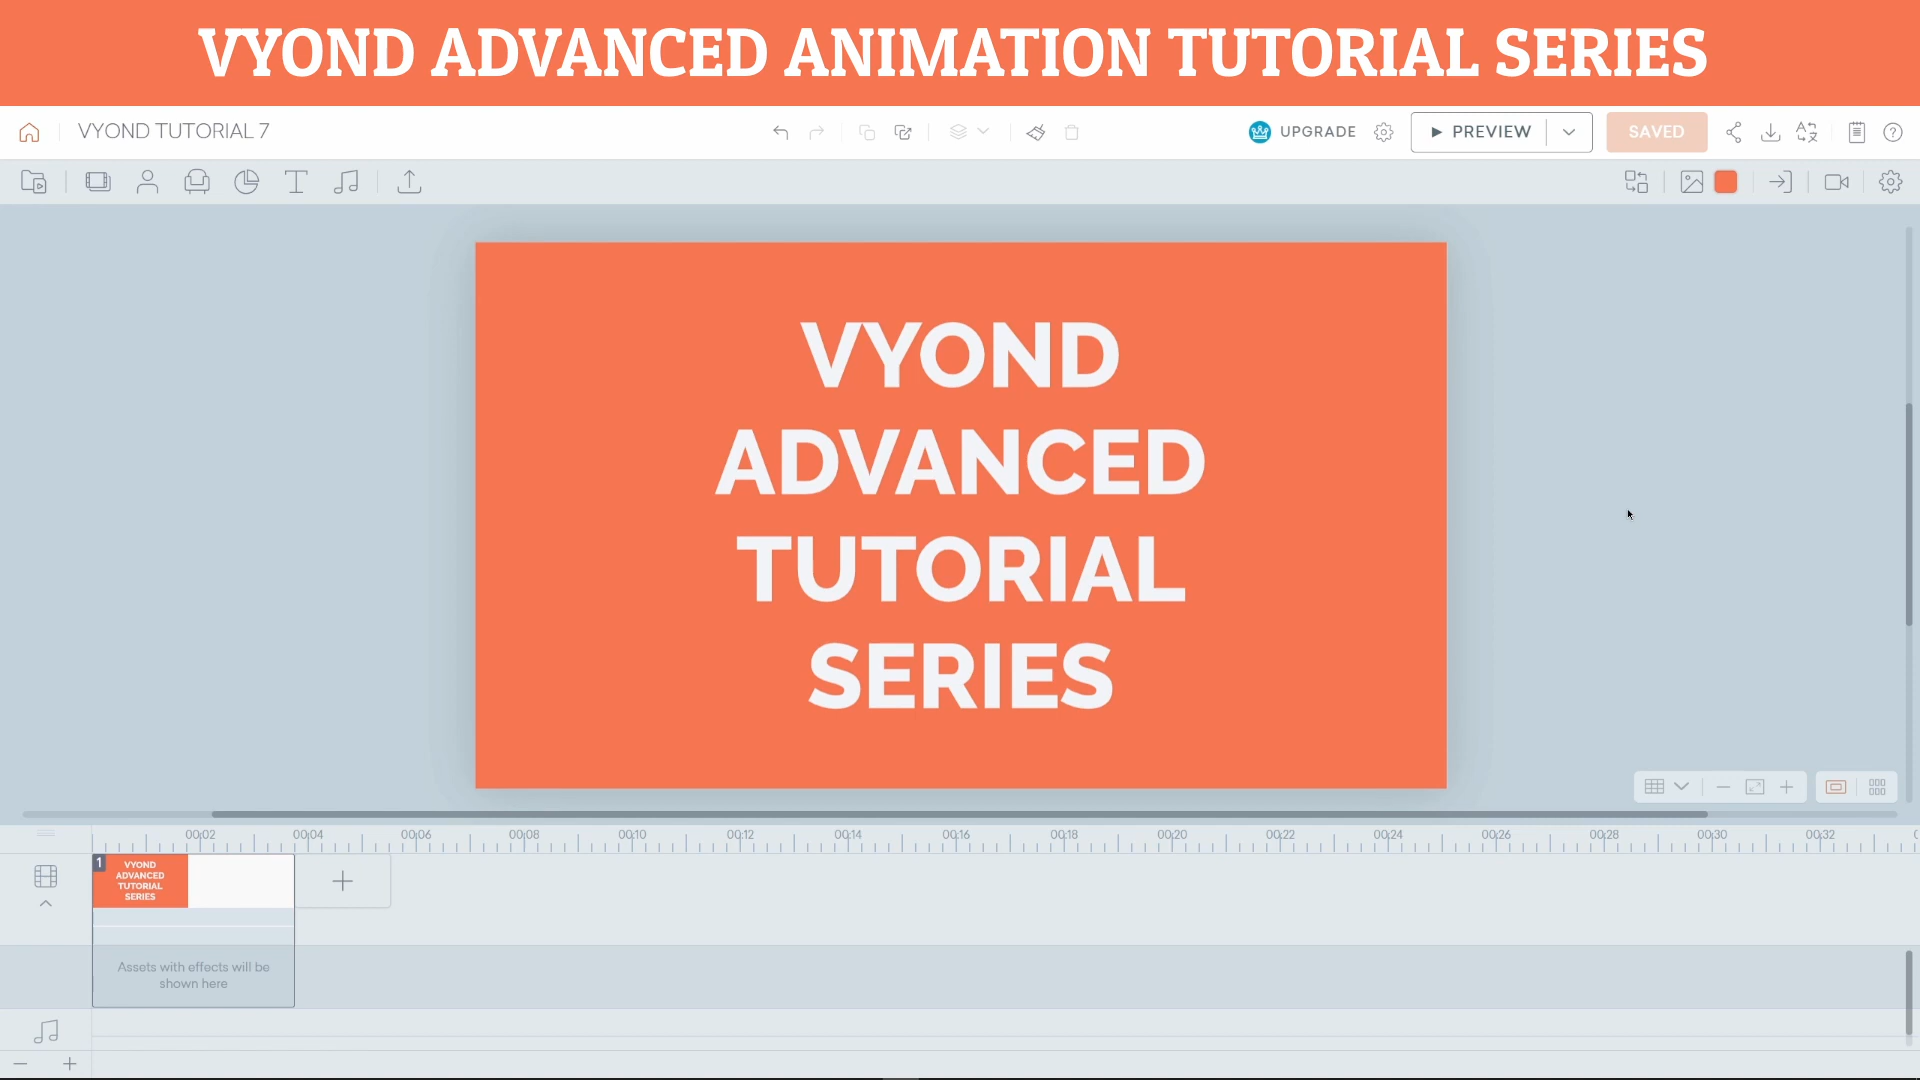 VYOND ADVANCED ANIMATION TUTORIAL SERIES
VYOND TUTORIAL 7
UPGRADE
PREVIEW
SAVED
VYOND
ADVANCED
TUTORIAL
SERIES
00:02 00:04 00:06 00:08 00:10 00:12 00:14 00:16 00:18 00:20 00:22 00:24 00:26 00:28 00:30 00:32
1
VYOND
ADVANCED
TUTORIAL
SERIES
Assets with effects will be
shown here